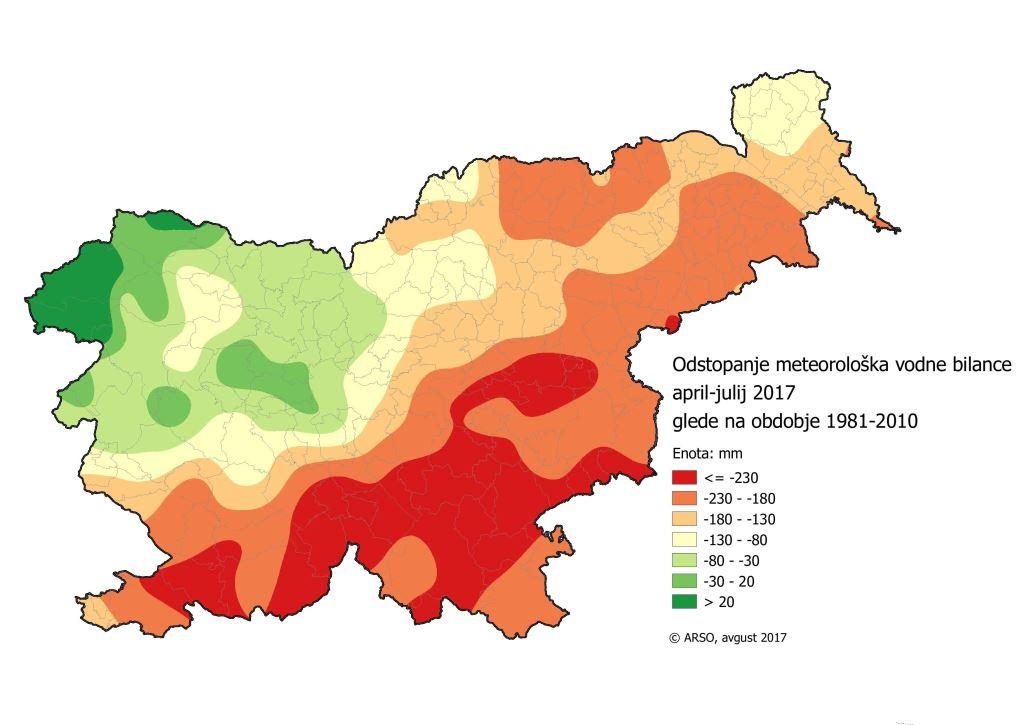 Odstopanje meteorološka vodne bilance
april-julij 2017
glede na obdobje 1981-2010
Enota: mm
<= -230
-230 - -180
-180 - -130
-130 - -80
-80 - -30
-30 - 20
> 20
© ARSO, avgust 2017